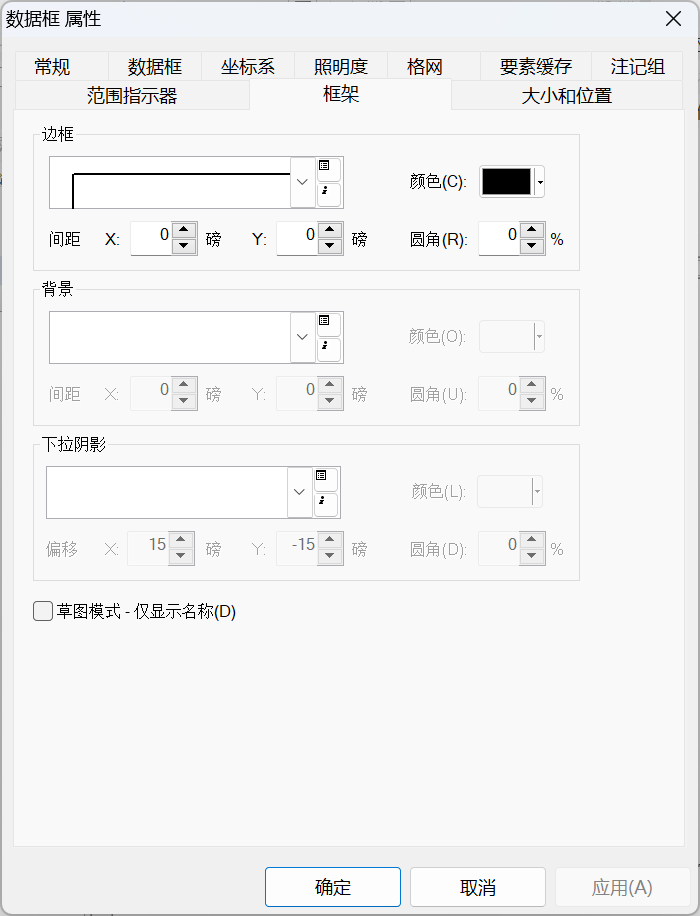 数据框 属性
常规 数据框 坐标系 照明度 格网 要素缓存 注记组
范围指示器 框架 大小和位置
边框
颜色(C):
间距 X: 0 磅 Y: 0 磅 圆角(R): 0 %
背景
颜色(O):
间距 X: 0 磅 Y: 0 磅 圆角(U): 0 %
下拉阴影
颜色(L):
偏移 X: 15 磅 Y: -15 磅 圆角(D): 0 %
草图模式 - 仅显示名称(D)
确定 取消 应用(A)